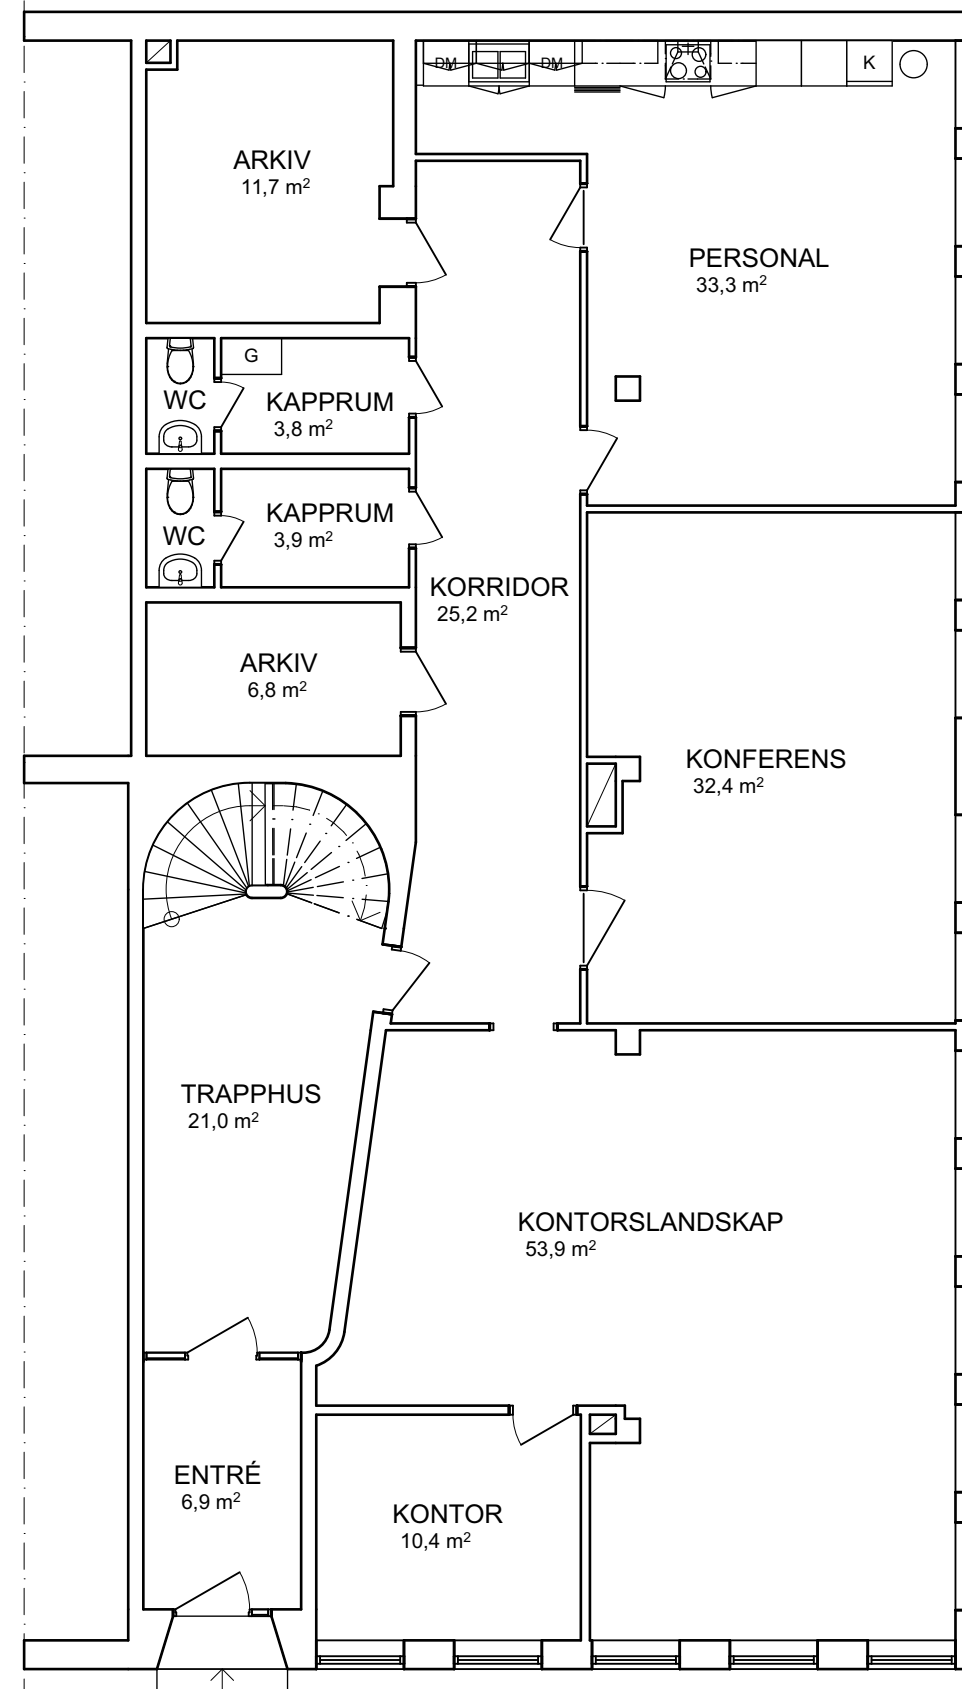 DM
DM
K
ARKIV
11,7 m²
PERSONAL
33,3 m²
G
WC
KAPPRUM
3,8 m²
WC
KAPPRUM
3,9 m²
KORRIDOR
25,2 m²
ARKIV
6,8 m²
KONFERENS
32,4 m²
TRAPPHUS
21,0 m²
KONTORSLANDSKAP
53,9 m²
ENTRÉ
6,9 m²
KONTOR
10,4 m²